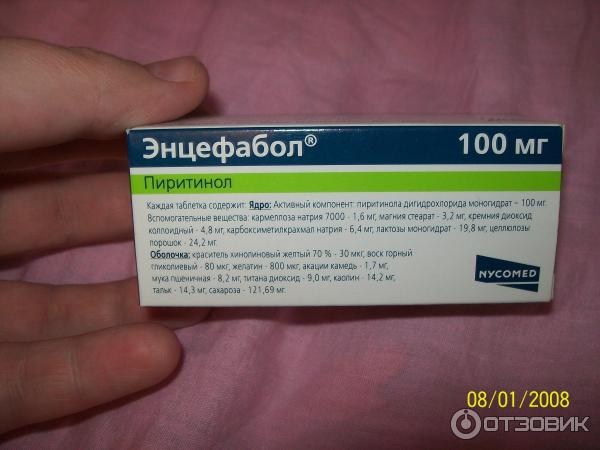 Энцефабол® 100 мг
Пиритинол
Каждая таблетка содержит: Ядро: Активный компонент: пиритинола дигидрохлорида моногидрат – 100 мг.
Вспомогательные вещества: кармеллоза натрия 7000 - 1,6 мг, магния стеарат - 3,2 мг, кремния диоксид
коллоидный - 4,8 мг, карбоксиметилкрахмал натрия - 6,4 мг, лактозы моногидрат - 19,8 мг, целлюлозы
порошок - 24,2 мг.
Оболочка: краситель хинолиновый желтый 70 % - 30 мкг, воск горный
гликолиевый - 80 мкг, желатин - 800 мкг, акации камедь - 1,7 мг,
мука пшеничная - 8,2 мг, титана диоксид - 9,0 мг, каолин - 14,2 мг,
тальк - 14,3 мг, сахароза - 121,69 мг.
NYCOMED
08/01/2008
ОТЗОВИК